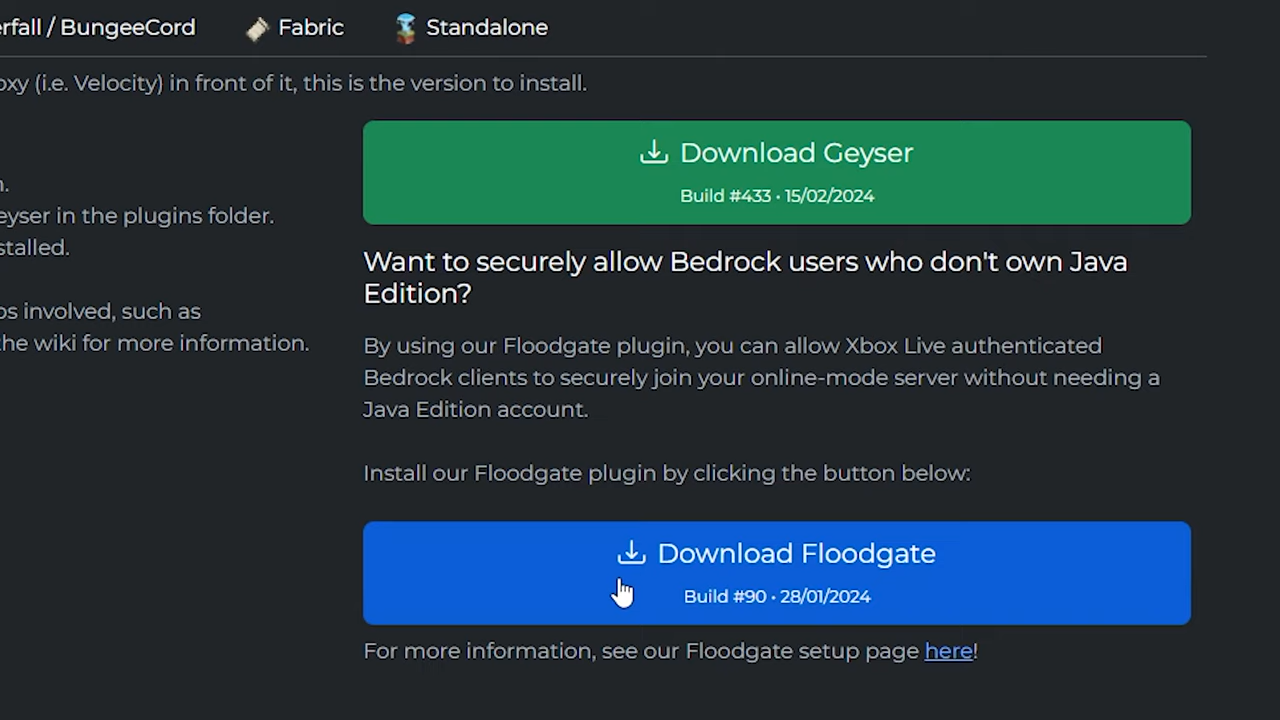 erfall / BungeeCord Fabric Standalone
oxy (i.e. Velocity) in front of it, this is the version to install.
Download Geyser
Build #433 • 15/02/2024
n.
eyser in the plugins folder.
stalled.
os involved, such as
the wiki for more information.
Want to securely allow Bedrock users who don't own Java
Edition?
By using our Floodgate plugin, you can allow Xbox Live authenticated
Bedrock clients to securely join your online-mode server without needing a
Java Edition account.
Install our Floodgate plugin by clicking the button below:
Download Floodgate
Build #90 • 28/01/2024
For more information, see our Floodgate setup page here!